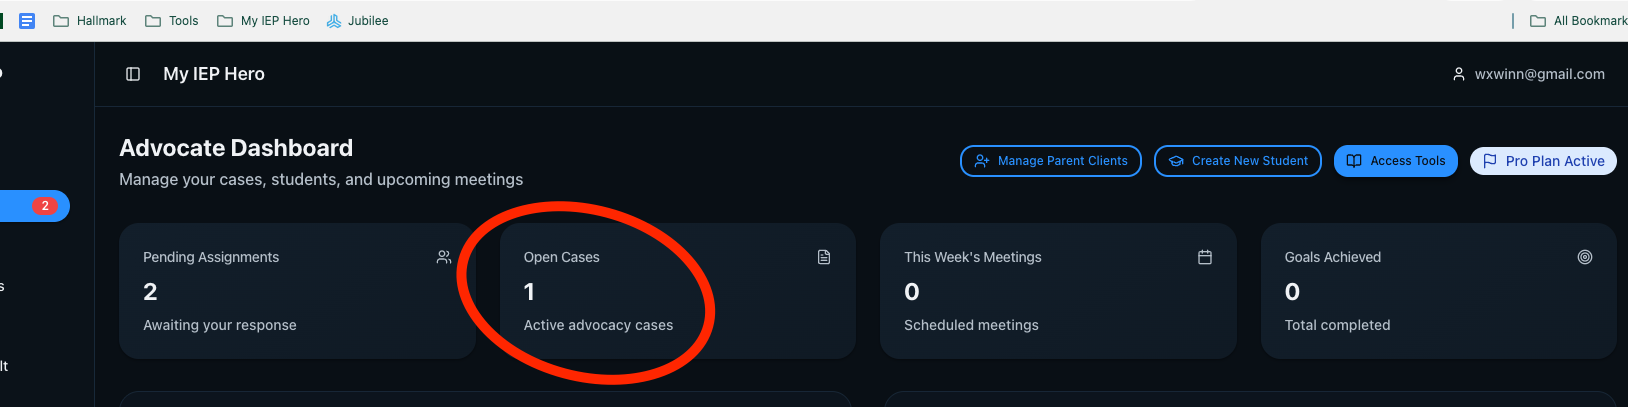 Hallmark
Tools
My IEP Hero
Jubilee
All Bookmark
My IEP Hero
wxwinn@gmail.com
Advocate Dashboard
Manage your cases, students, and upcoming meetings
Manage Parent Clients
Create New Student
Access Tools
Pro Plan Active
2
Pending Assignments
2
Awaiting your response
Open Cases
1
Active advocacy cases
This Week's Meetings
0
Scheduled meetings
Goals Achieved
0
Total completed
s
lt